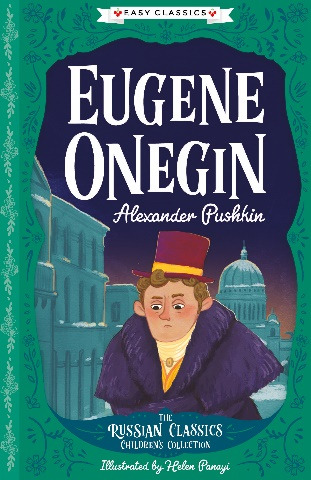 EASY CLASSICS
EUGENE
ONEGIN
Alexander Pushkin
THE
RUSSIAN CLASSICS
CHILDREN'S COLLECTION
Illustrated by Helen Panayi